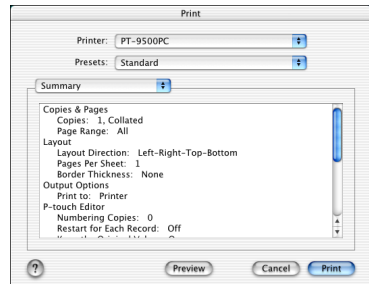 Print
Printer: PT-9500PC
Presets: Standard
Summary
Copies & Pages
Copies: 1, Collated
Page Range: All
Layout
Layout Direction: Left-Right-Top-Bottom
Pages Per Sheet: 1
Border Thickness: None
Output Options
Print to: Printer
P-touch Editor
Numbering Copies: 0
Restart for Each Record: Off
? Preview Cancel Print